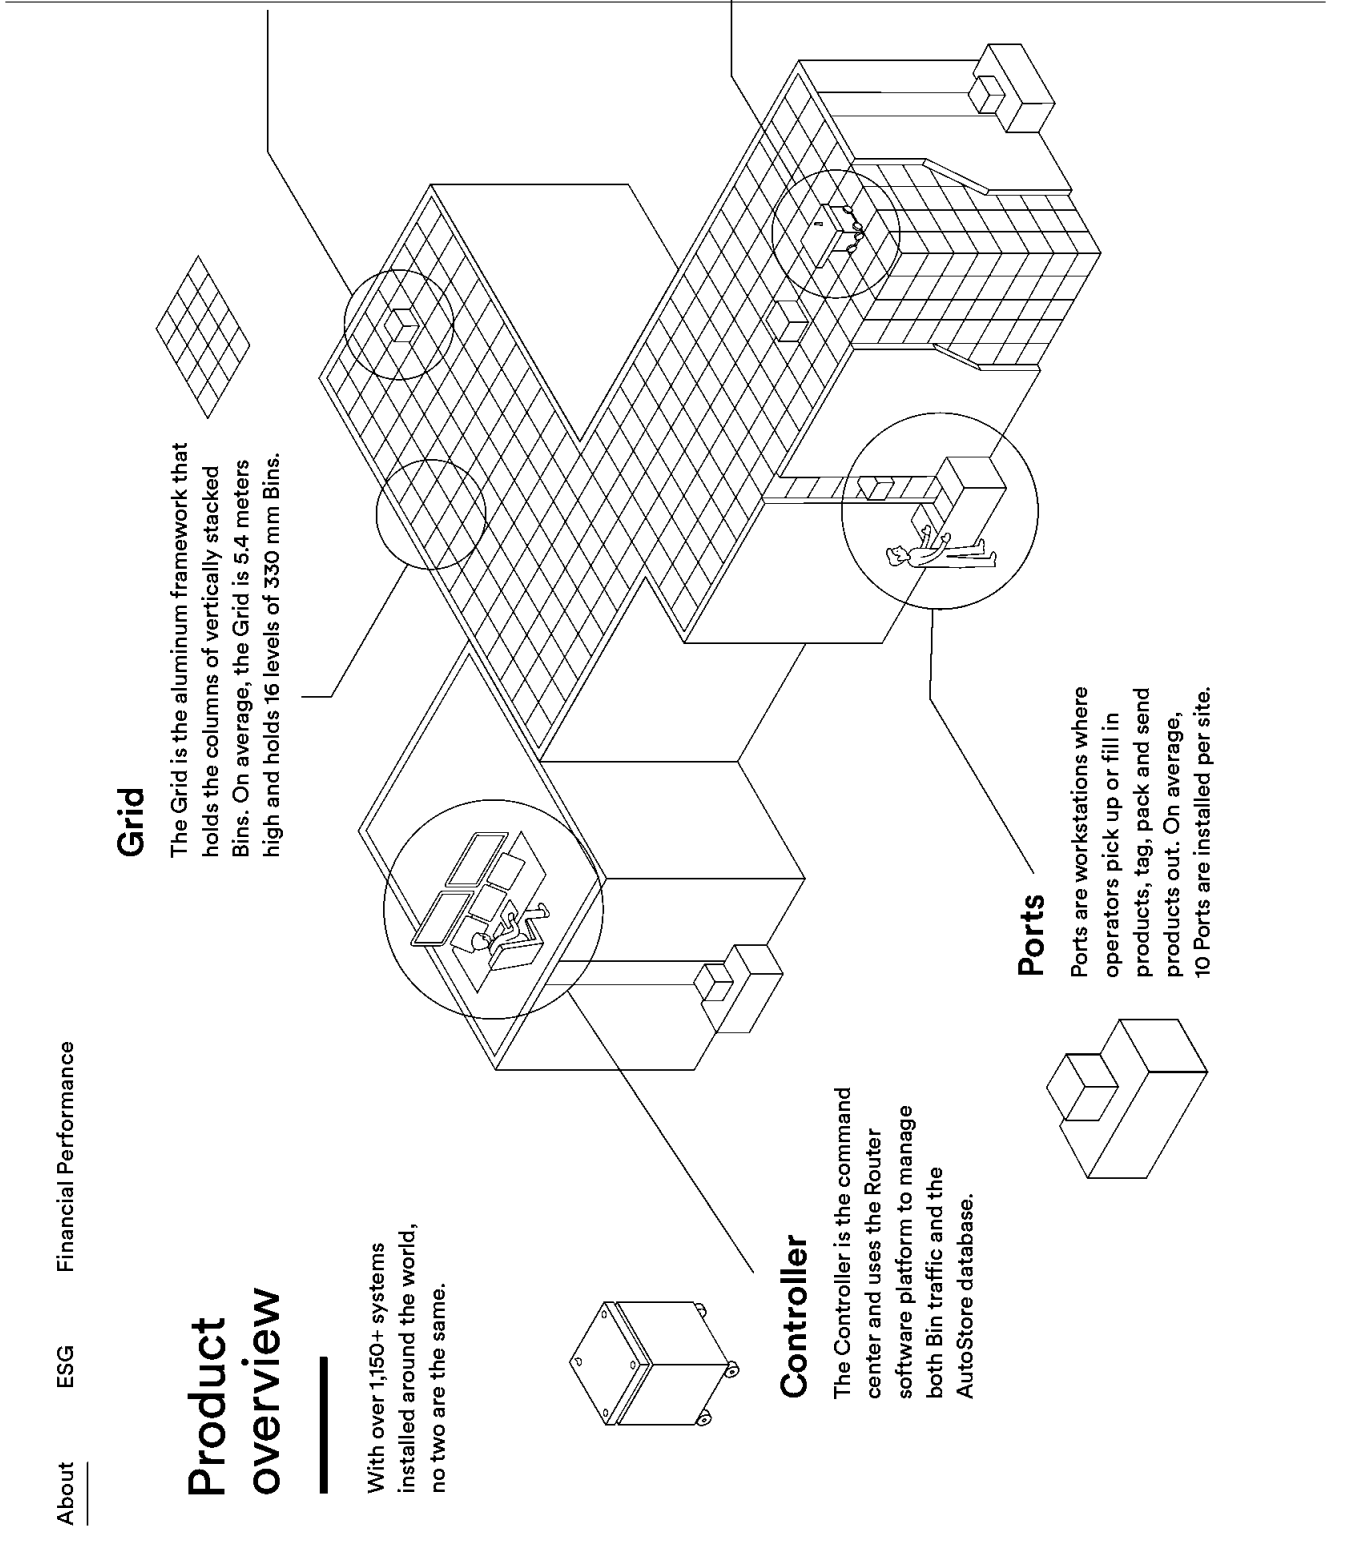 About
ESG
Financial Performance
Product
overview
With over 1,150+ systems
installed around the world,
no two are the same.
Grid
The Grid is the aluminum framework that
holds the columns of vertically stacked
Bins. On average, the Grid is 5.4 meters
high and holds 16 levels of 330 mm Bins.
Controller
The Controller is the command
center and uses the Router
software platform to manage
both Bin traffic and the
AutoStore database.
Ports
Ports are workstations where
operators pick up or fill in
products, tag, pack and send
products out. On average,
10 Ports are installed per site.